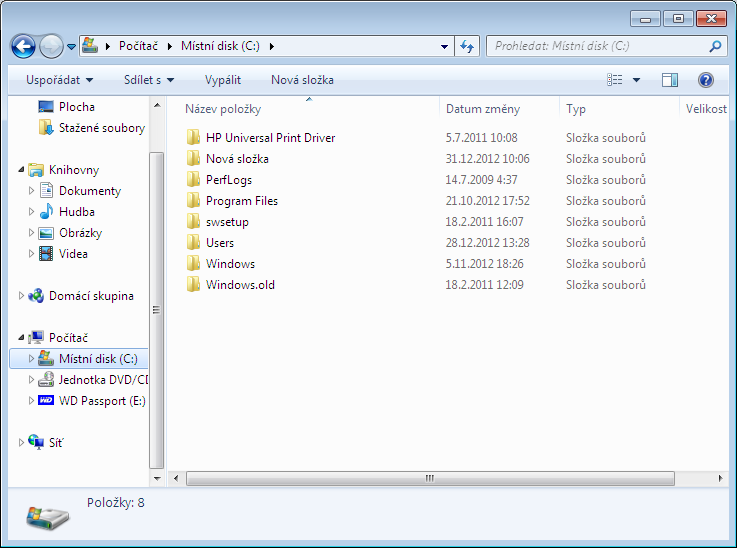 Počítač Místní disk (C:) Prohledat: Místní disk (C:)
Uspořádat Sdílet s Vypálit Nová složka
Plocha
Stažené soubory
Knihovny
Dokumenty
Hudba
Obrázky
Videa
Domácí skupina
Počítač
Místní disk (C:)
Jednotka DVD/CD
WD WD Passport (E:)
Síť
Název položky Datum změny Typ Velikost
HP Universal Print Driver 5.7.2011 10:08 Složka souborů
Nová složka 31.12.2012 10:06 Složka souborů
PerfLogs 14.7.2009 4:37 Složka souborů
Program Files 21.10.2012 17:52 Složka souborů
swsetup 18.2.2011 16:07 Složka souborů
Users 28.12.2012 13:28 Složka souborů
Windows 5.11.2012 18:26 Složka souborů
Windows.old 18.2.2011 12:09 Složka souborů
Položky: 8